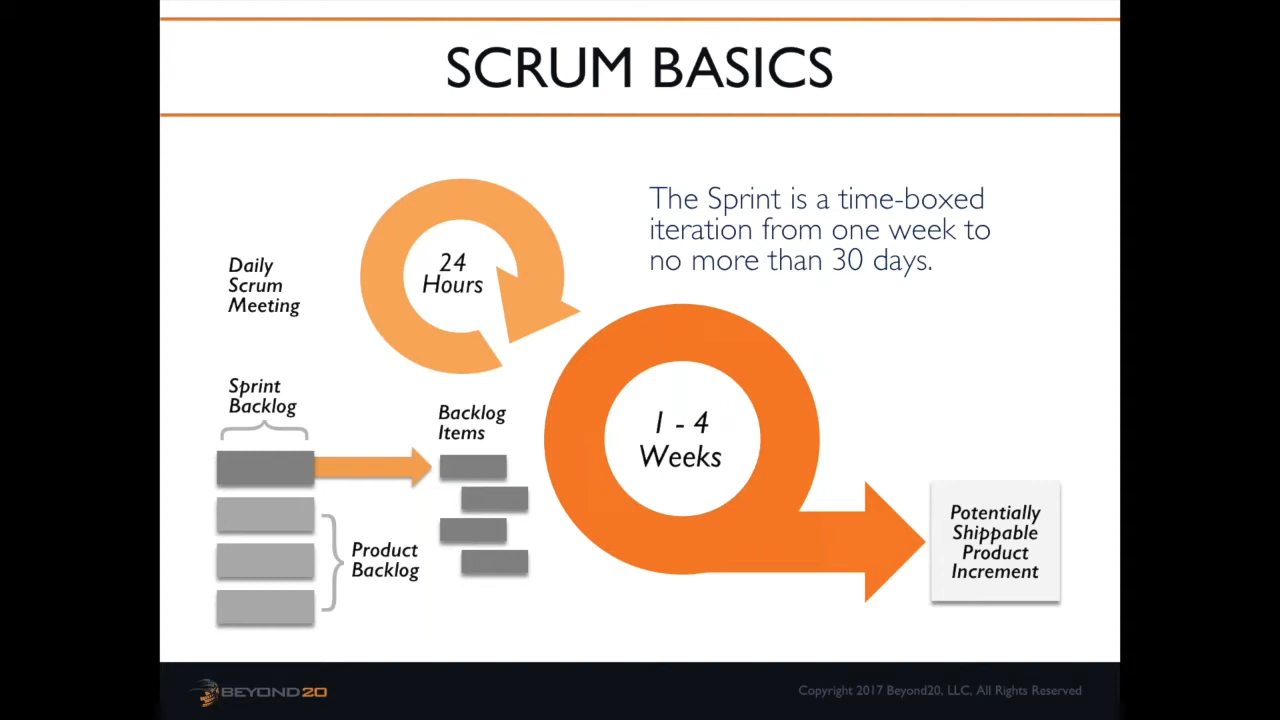 SCRUM BASICS
The Sprint is a time-boxed
iteration from one week to
no more than 30 days.
24
Hours
Daily
Scrum
Meeting
Sprint
Backlog
Backlog
Items
1 - 4
Weeks
Product
Backlog
Potentially
Shippable
Product
Increment
BEYOND20
Copyright 2017 Beyond20, LLC, All Rights Reserved